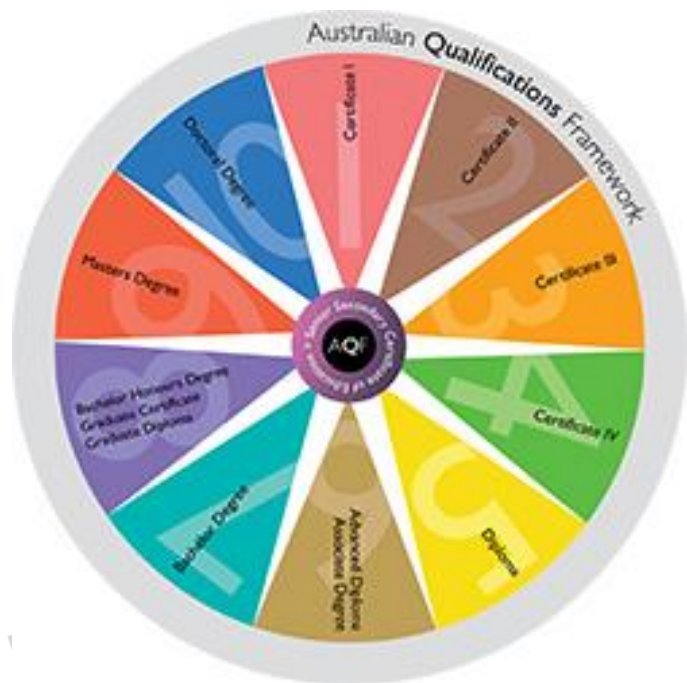 Australian Qualifications Framework
1
Certificate I
2
Certificate II
3
Certificate III
4
Certificate IV
5
Diploma
6
Advanced Diploma
Associate Degree
7
Bachelor Degree
8
Bachelor Honours Degree
Graduate Certificate
Graduate Diploma
9
Masters Degree
10
Doctoral Degree
Senior Secondary Certificate of Education
AQF